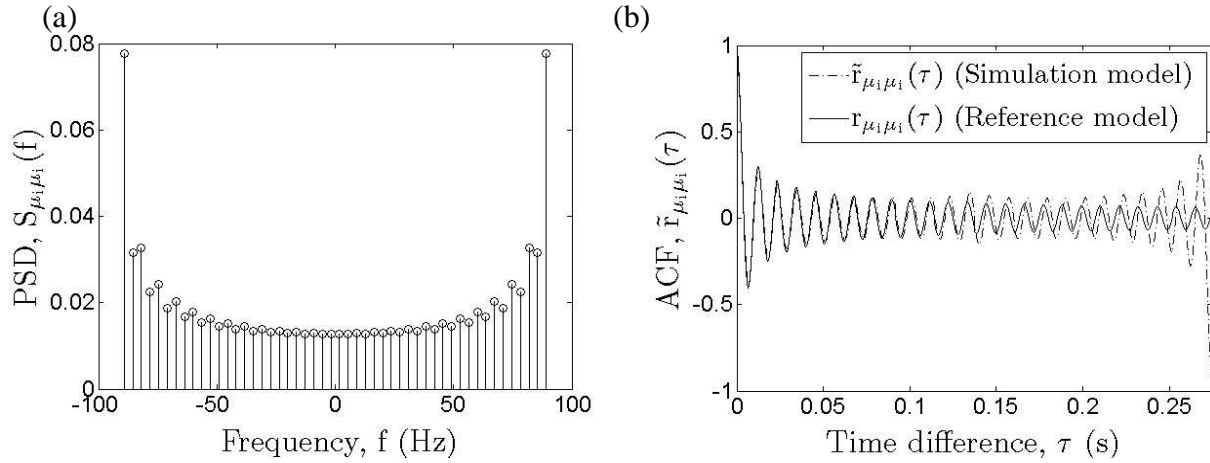 (a)
0.08
0.06
0.04
0.02
0
-100
-50
0
50
100
PSD, S_{μ_iμ_i}(f)
Frequency, f (Hz)
(b)
1
0.5
0
-0.5
-1
0
0.05
0.1
0.15
0.2
0.25
ACF, r̃_{μ_iμ_i}(τ)
Time difference, τ (s)
r̃_{μ_iμ_i}(τ) (Simulation model)
r_{μ_iμ_i}(τ) (Reference model)